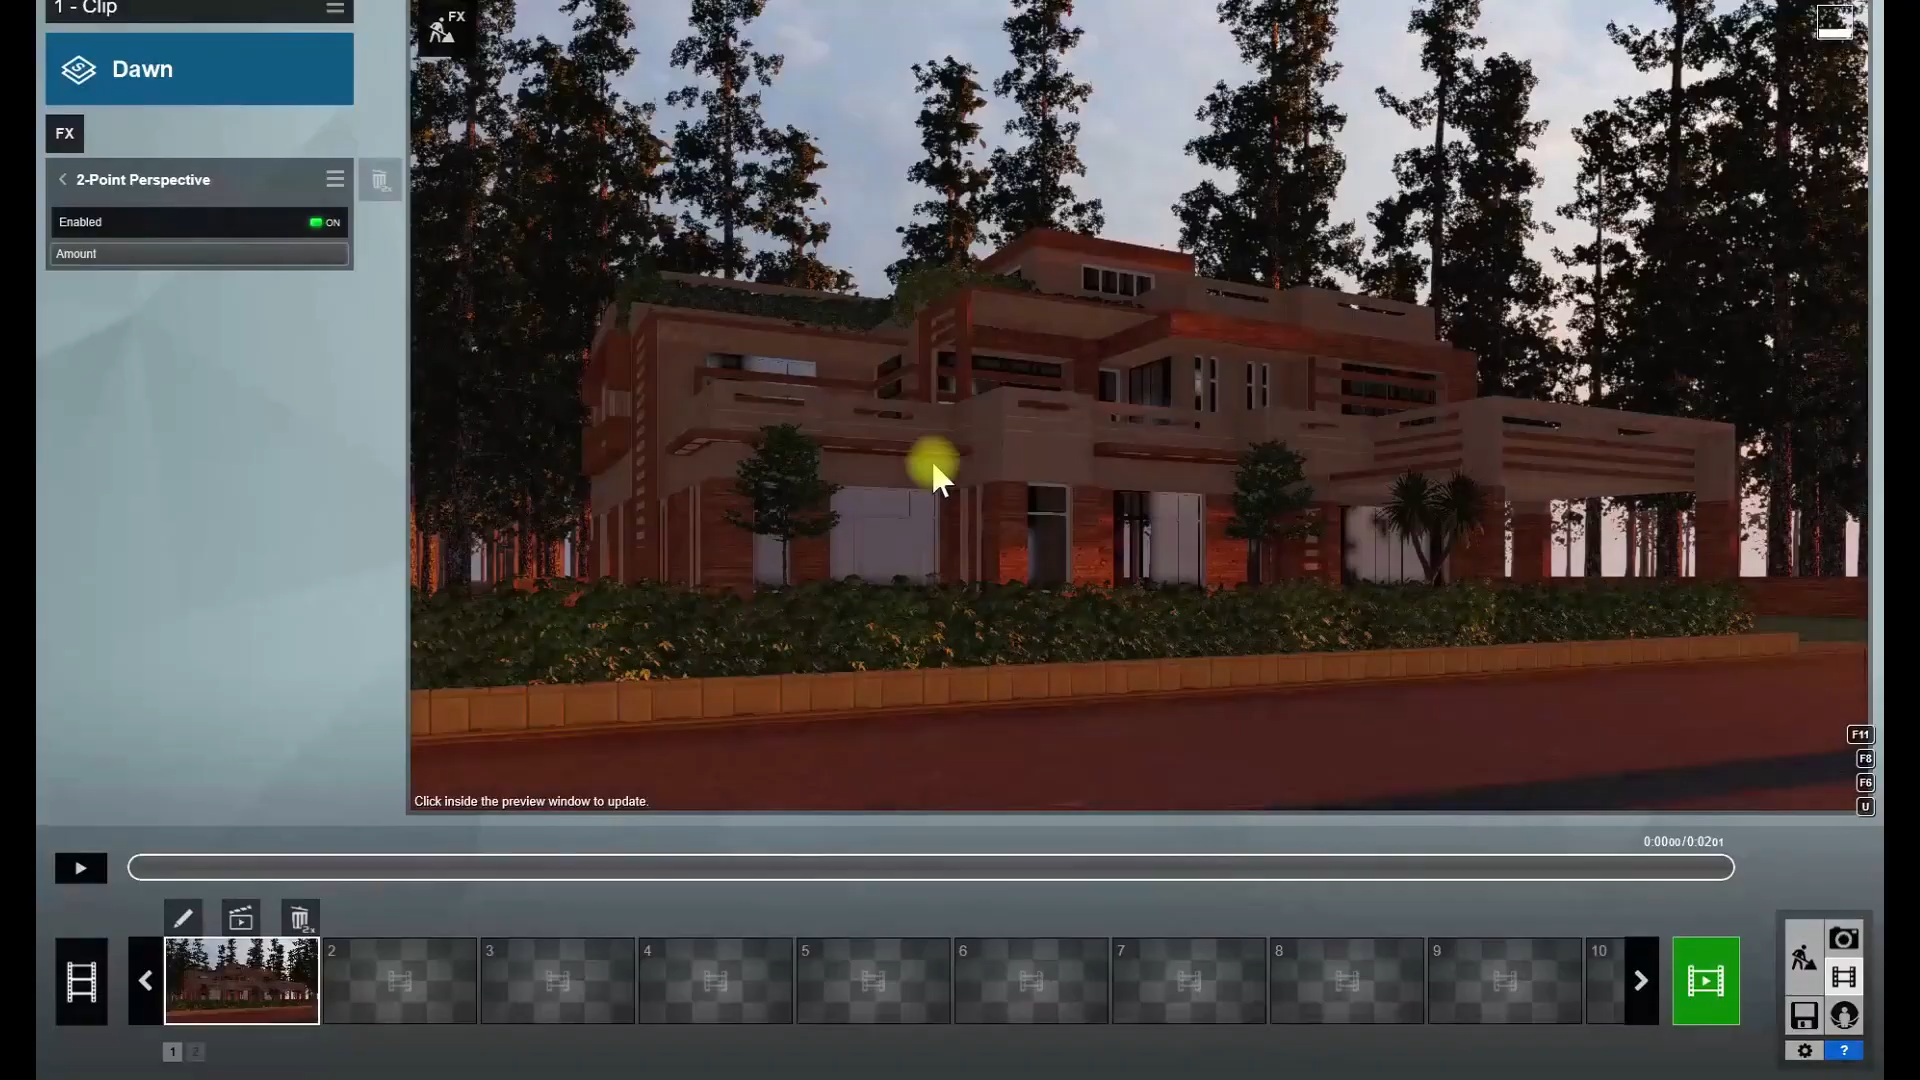 1 - Clip
FX
Dawn
FX
2-Point Perspective
Enabled
ON
Amount
F11
F8
F6
U
Click inside the preview window to update.
0:0000/0:0201
2x
2
3
4
5
6
7
8
9
10
1
2
?